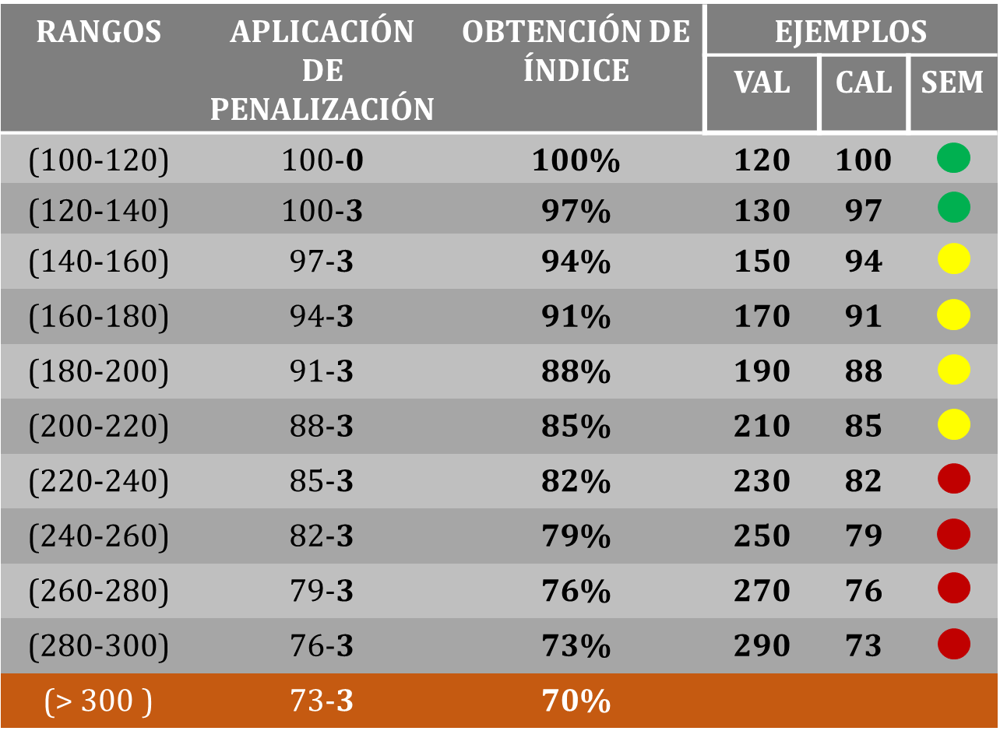 RANGOS APLICACIÓN DE PENALIZACIÓN OBTENCIÓN DE ÍNDICE EJEMPLOS
VAL CAL SEM
(100-120) 100-0 100% 120 100
(120-140) 100-3 97% 130 97
(140-160) 97-3 94% 150 94
(160-180) 94-3 91% 170 91
(180-200) 91-3 88% 190 88
(200-220) 88-3 85% 210 85
(220-240) 85-3 82% 230 82
(240-260) 82-3 79% 250 79
(260-280) 79-3 76% 270 76
(280-300) 76-3 73% 290 73
(> 300 ) 73-3 70%